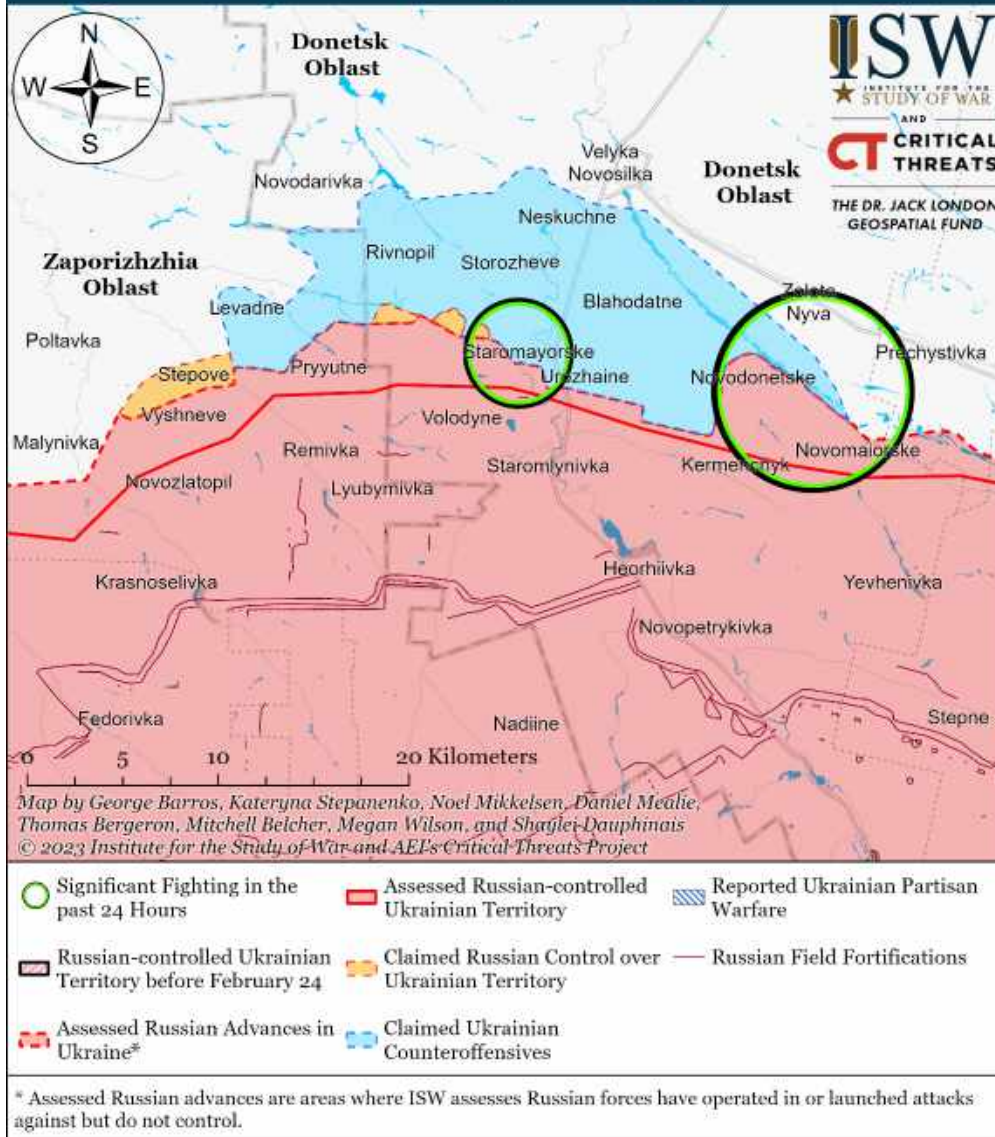 N
W E
S
Donetsk
Oblast
ISW
INSTITUTE FOR THE
STUDY OF WAR
AND
CT CRITICAL
THREATS
THE DR. JACK LONDON
GEOSPATIAL FUND
Velyka
Novosilka
Donetsk
Oblast
Novodarivka
Neskuchne
Rivnopil
Storozheve
Zaporizhzhia
Oblast
Levadne
Blahodatne
Zolota
Nyva
Poltavka
Staromayorske
Prechystivka
Stepove
Pryyutne
Urozhaine
Novodonetske
Vyshneve
Volodyne
Malynivka
Remivka
Staromlynivka
Kermenchyk
Novomaiorske
Novozlatopil
Lyubymivka
Krasnoselivka
Heorhiivka
Yevhenivka
Novopetrykivka
Fedorivka
Nadiine
Stepne
0 5 10 20 Kilometers
Map by George Barros, Kateryna Stepanenko, Noel Mikkelsen, Daniel Mealie,
Thomas Bergeron, Mitchell Belcher, Megan Wilson, and Shaylei Dauphinais
© 2023 Institute for the Study of War and AEI's Critical Threats Project
Significant Fighting in the
past 24 Hours
Assessed Russian-controlled
Ukrainian Territory
Reported Ukrainian Partisan
Warfare
Russian-controlled Ukrainian
Territory before February 24
Claimed Russian Control over
Ukrainian Territory
Russian Field Fortifications
Assessed Russian Advances in
Ukraine*
Claimed Ukrainian
Counteroffensives
* Assessed Russian advances are areas where ISW assesses Russian forces have operated in or launched attacks
against but do not control.